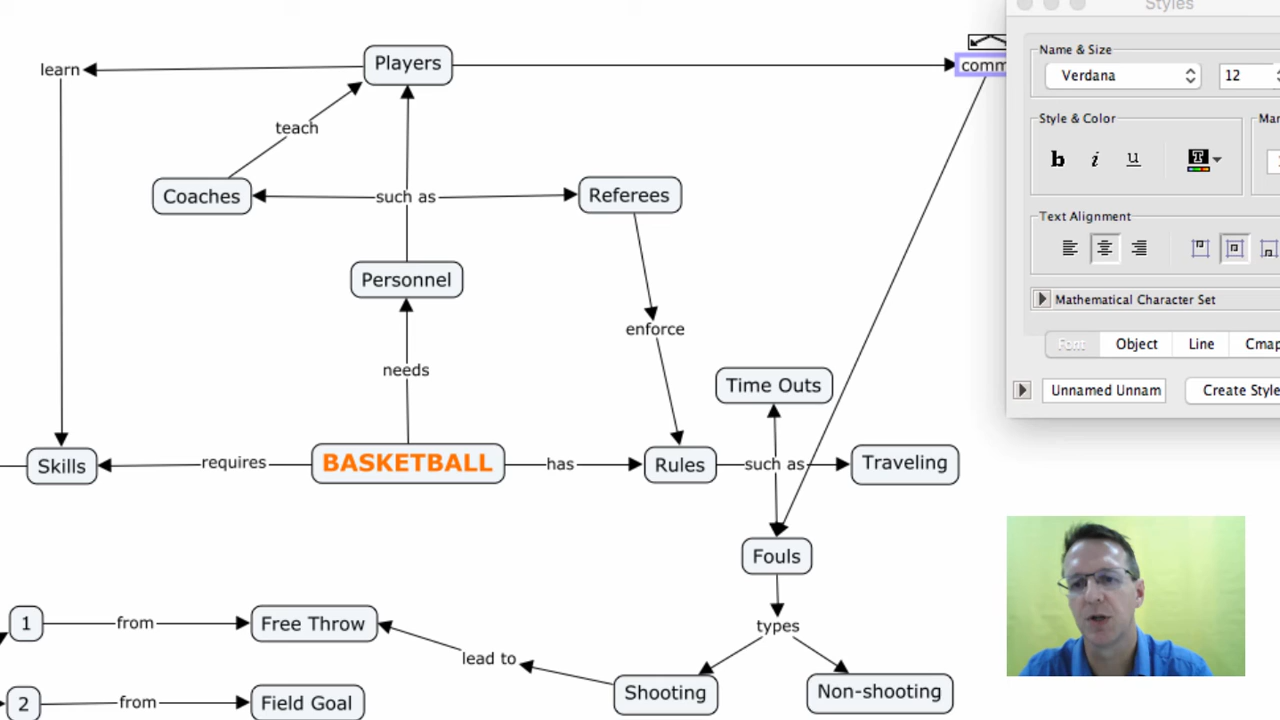 Styles
Players
learn
comm
Name & Size
Verdana
12
teach
Style & Color
Mar
b i u T
Coaches
such as
Referees
Text Alignment
Personnel
Mathematical Character Set
enforce
Font
Object
Line
Cmap
needs
Time Outs
Unnamed Unnam
Create Style
Skills
requires
BASKETBALL
has
Rules
such as
Traveling
Fouls
1
from
Free Throw
types
lead to
2
from
Field Goal
Shooting
Non-shooting